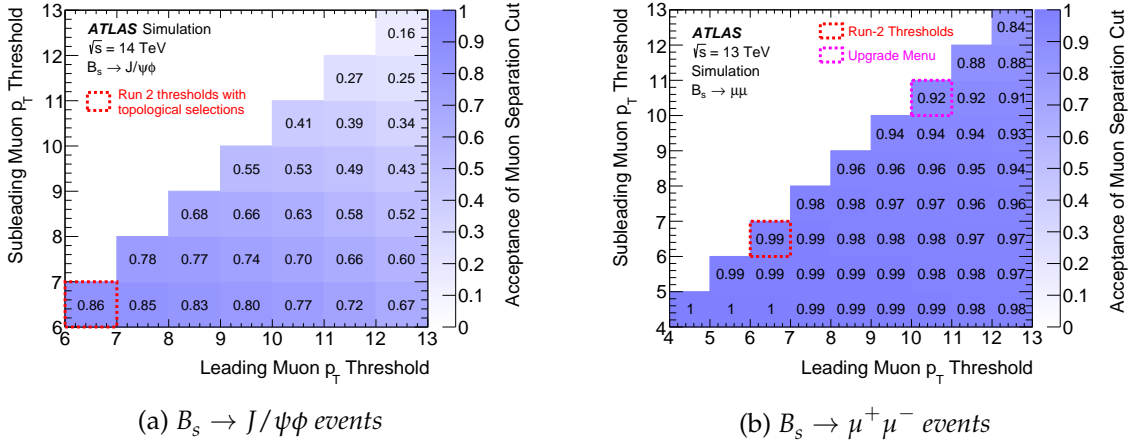 ATLAS Simulation
√s = 14 TeV
B_s → J/ψϕ
Run 2 thresholds with
topological selections
Subleading Muon p_T Threshold
13
12
11
10
9
8
7
6
0.16
0.27 0.25
0.41 0.39 0.34
0.55 0.53 0.49 0.43
0.68 0.66 0.63 0.58 0.52
0.78 0.77 0.74 0.70 0.66 0.60
0.86 0.85 0.83 0.80 0.77 0.72 0.67
6 7 8 9 10 11 12 13
Leading Muon p_T Threshold
1
0.9
0.8
0.7
0.6
0.5
0.4
0.3
0.2
0.1
0
Acceptance of Muon Separation Cut
(a) B_s → J/ψϕ events
ATLAS
√s = 13 TeV
Simulation
B_s → μμ
Run-2 Thresholds
Upgrade Menu
Subleading Muon p_T Threshold
13
12
11
10
9
8
7
6
5
4
0.84
0.88 0.88
0.92 0.92 0.91
0.94 0.94 0.94 0.93
0.96 0.96 0.96 0.95 0.94
0.98 0.98 0.97 0.97 0.96 0.96
0.99 0.99 0.98 0.98 0.98 0.97 0.97
0.99 0.99 0.99 0.99 0.99 0.98 0.98 0.97
1 1 1 0.99 0.99 0.99 0.99 0.98 0.98
4 5 6 7 8 9 10 11 12 13
Leading Muon p_T Threshold
1
0.9
0.8
0.7
0.6
0.5
0.4
0.3
0.2
0.1
0
Acceptance of Muon Separation Cut
(b) B_s → μ⁺μ⁻ events